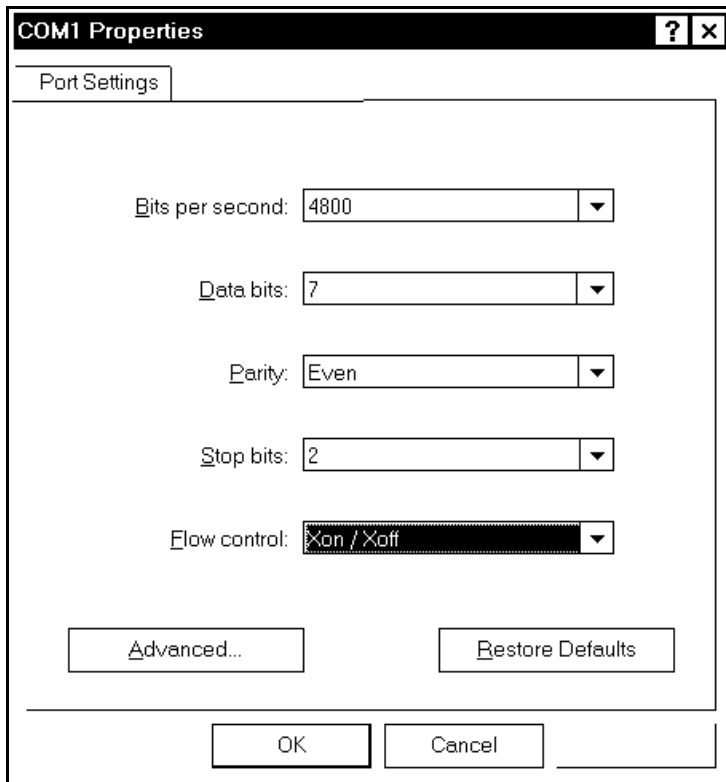 COM1 Properties ? ×
Port Settings
Bits per second: 4800
Data bits: 7
Parity: Even
Stop bits: 2
Flow control: Xon / Xoff
Advanced... Restore Defaults
OK Cancel